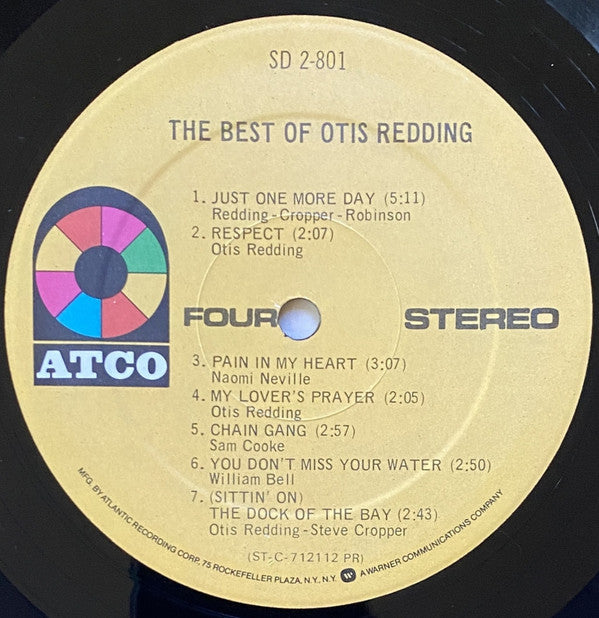 SD 2-801
THE BEST OF OTIS REDDING
1. JUST ONE MORE DAY (5:11)
Redding-Cropper-Robinson
2. RESPECT (2:07)
Otis Redding
FOUR STEREO
ATCO
3. PAIN IN MY HEART (3:07)
Naomi Neville
4. MY LOVER'S PRAYER (2:05)
Otis Redding
5. CHAIN GANG (2:57)
Sam Cooke
6. YOU DON'T MISS YOUR WATER (2:50)
William Bell
7. (SITTIN' ON)
THE DOCK OF THE BAY (2:43)
Otis Redding-Steve Cropper
(ST-C-712112 PR)
MFG. BY ATLANTIC RECORDING CORP, 75 ROCKEFELLER PLAZA, N.Y. N.Y. W A WARNER COMMUNICATIONS COMPANY